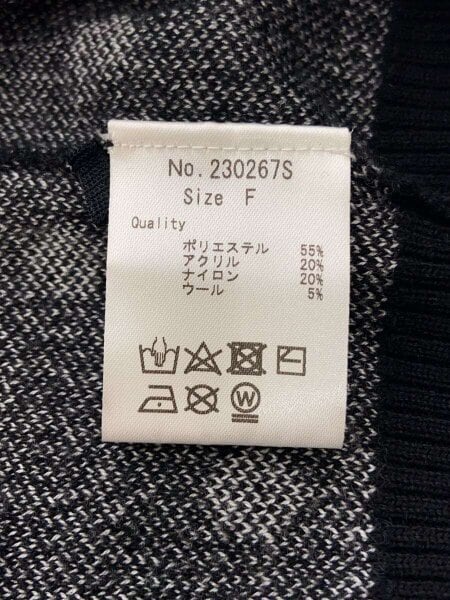 No. 230267S
Size F
Quality
ポリエステル 55%
アクリル 20%
ナイロン 20%
ウール 5%
W